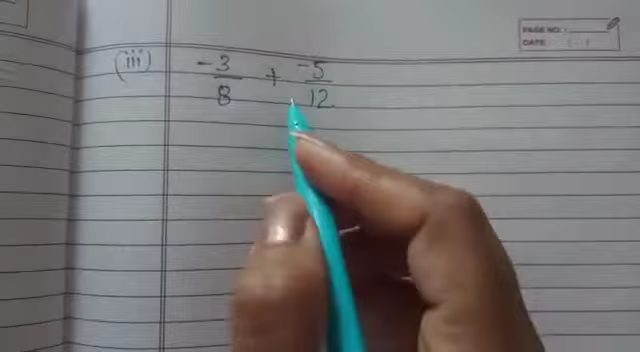 PAGE NO.:
DATE: / /
(iii) -3/8 + -5/12